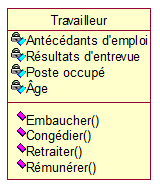 Travailleur
Antécédants d'emploi
Résultats d'entrevue
Poste occupé
Âge
Embaucher()
Congédier()
Retraiter()
Rémunérer()